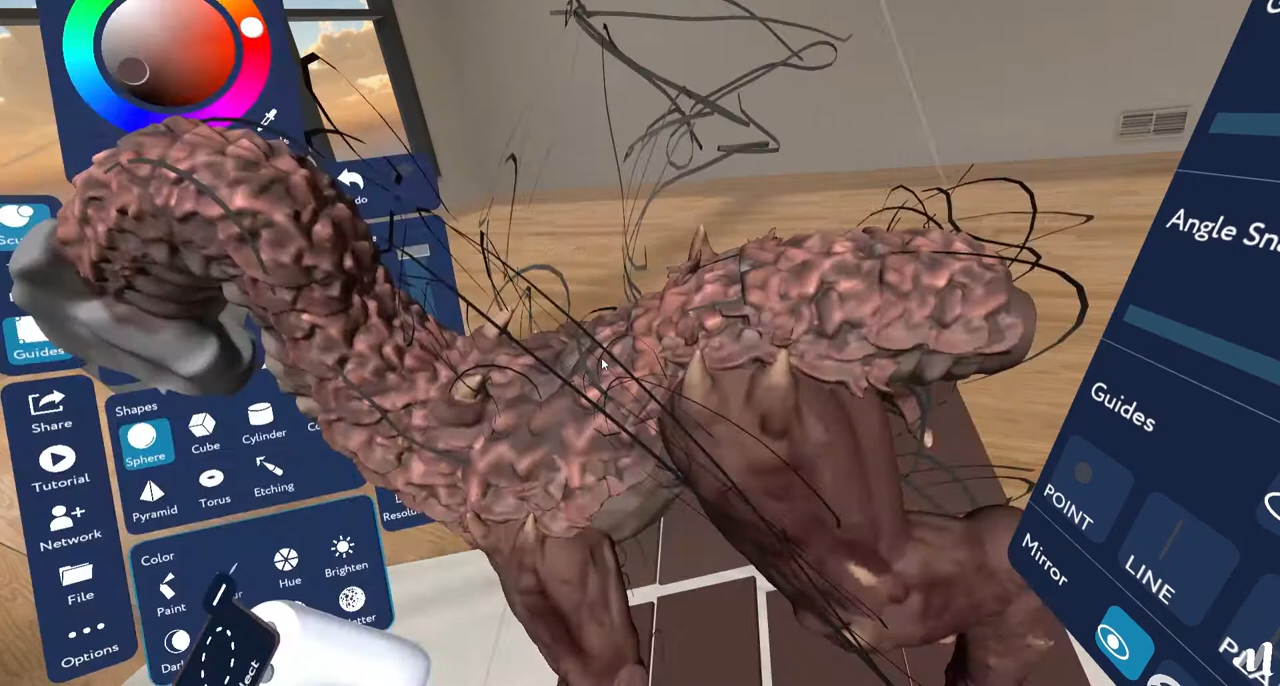 Guides
Share
Tutorial
Network
File
Options
Shapes
Sphere
Cube
Cylinder
Pyramid
Torus
Etching
Color
Paint
Hue
Brighten
Angle Sn
Guides
POINT
LINE
Mirror